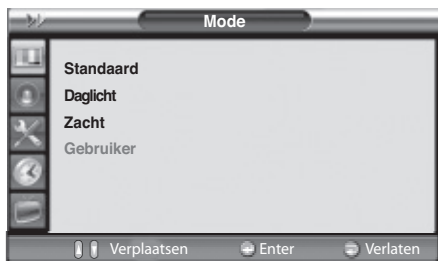 Mode
Standaard
Daglicht
Zacht
Gebruiker
Verplaatsen Enter Verlaten